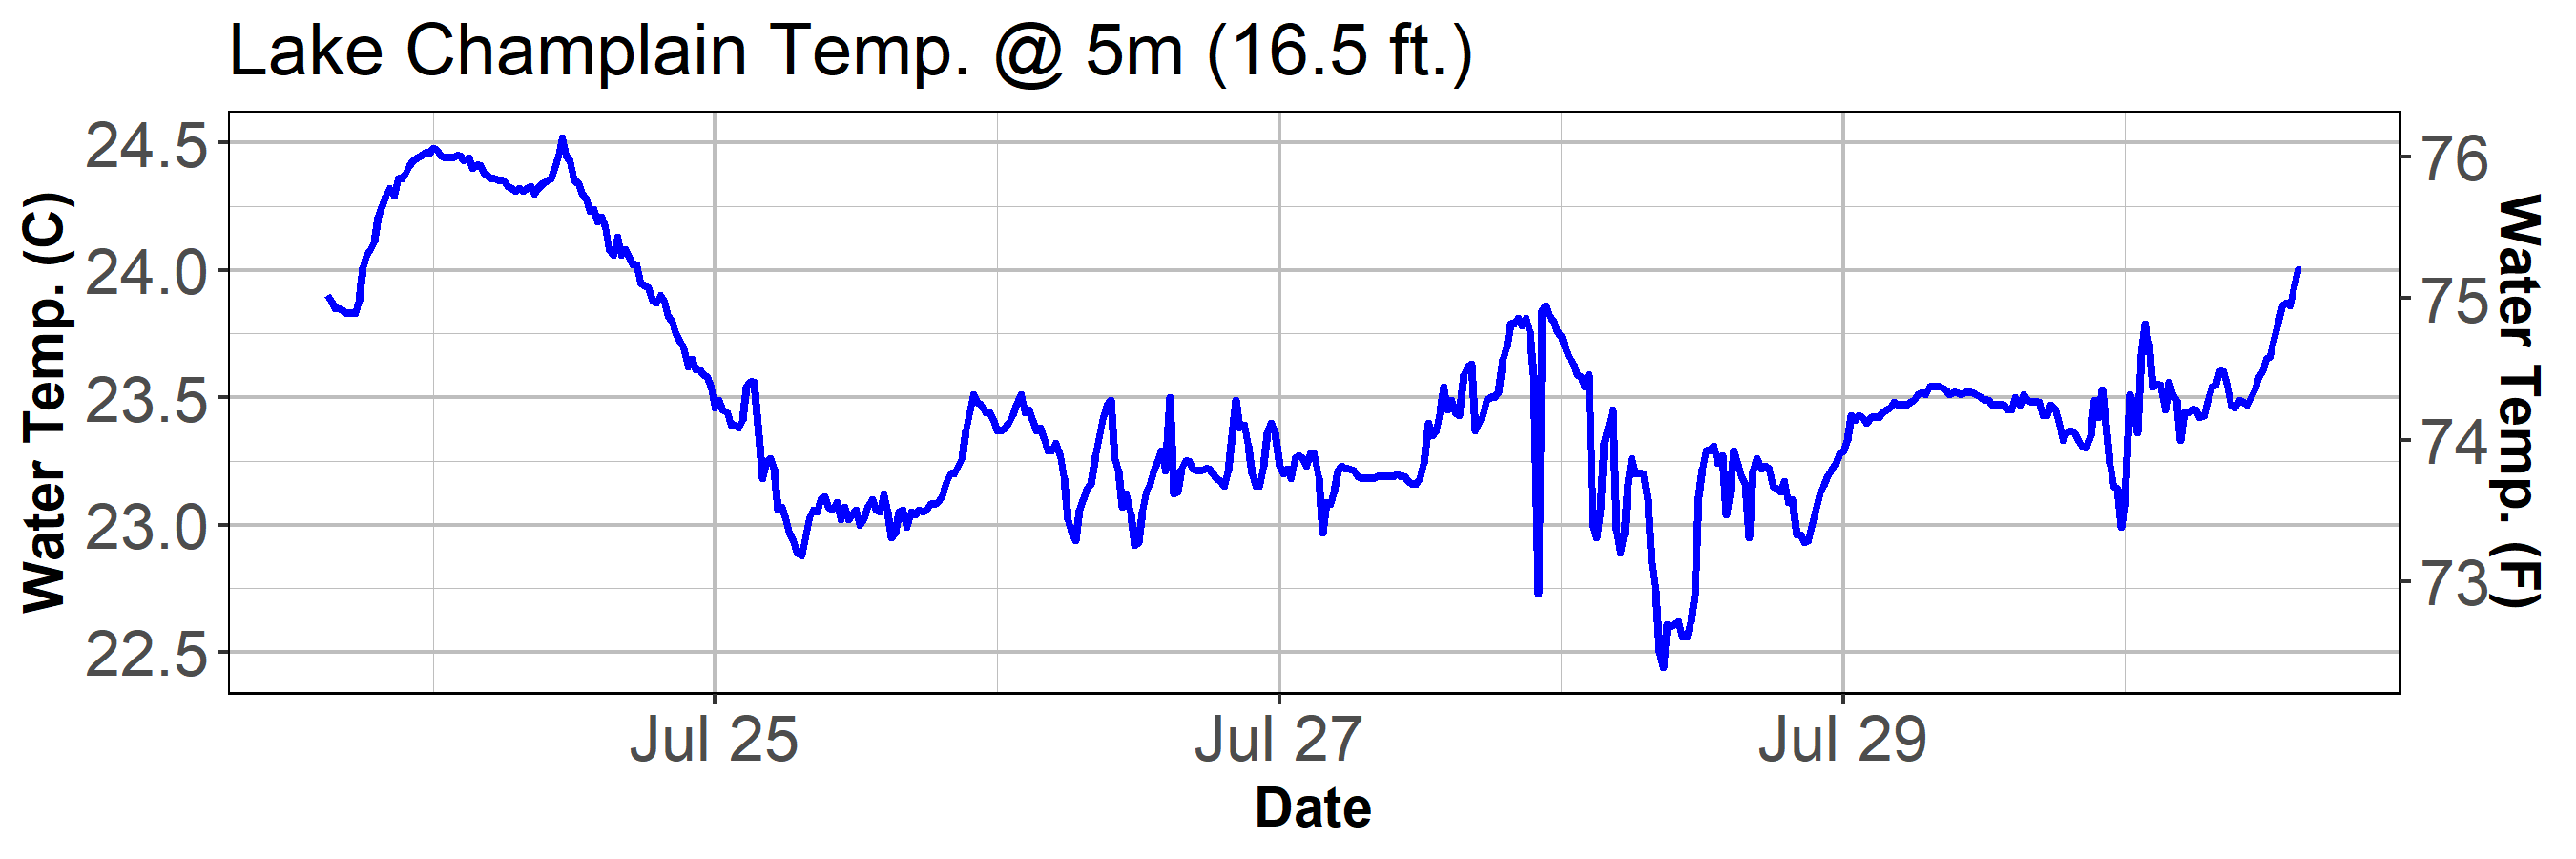 Lake Champlain Temp. @ 5m (16.5 ft.)
Water Temp. (C)
24.5
24.0
23.5
23.0
22.5
76
75
74
73
Water Temp. (F)
Jul 25 Jul 27 Jul 29
Date